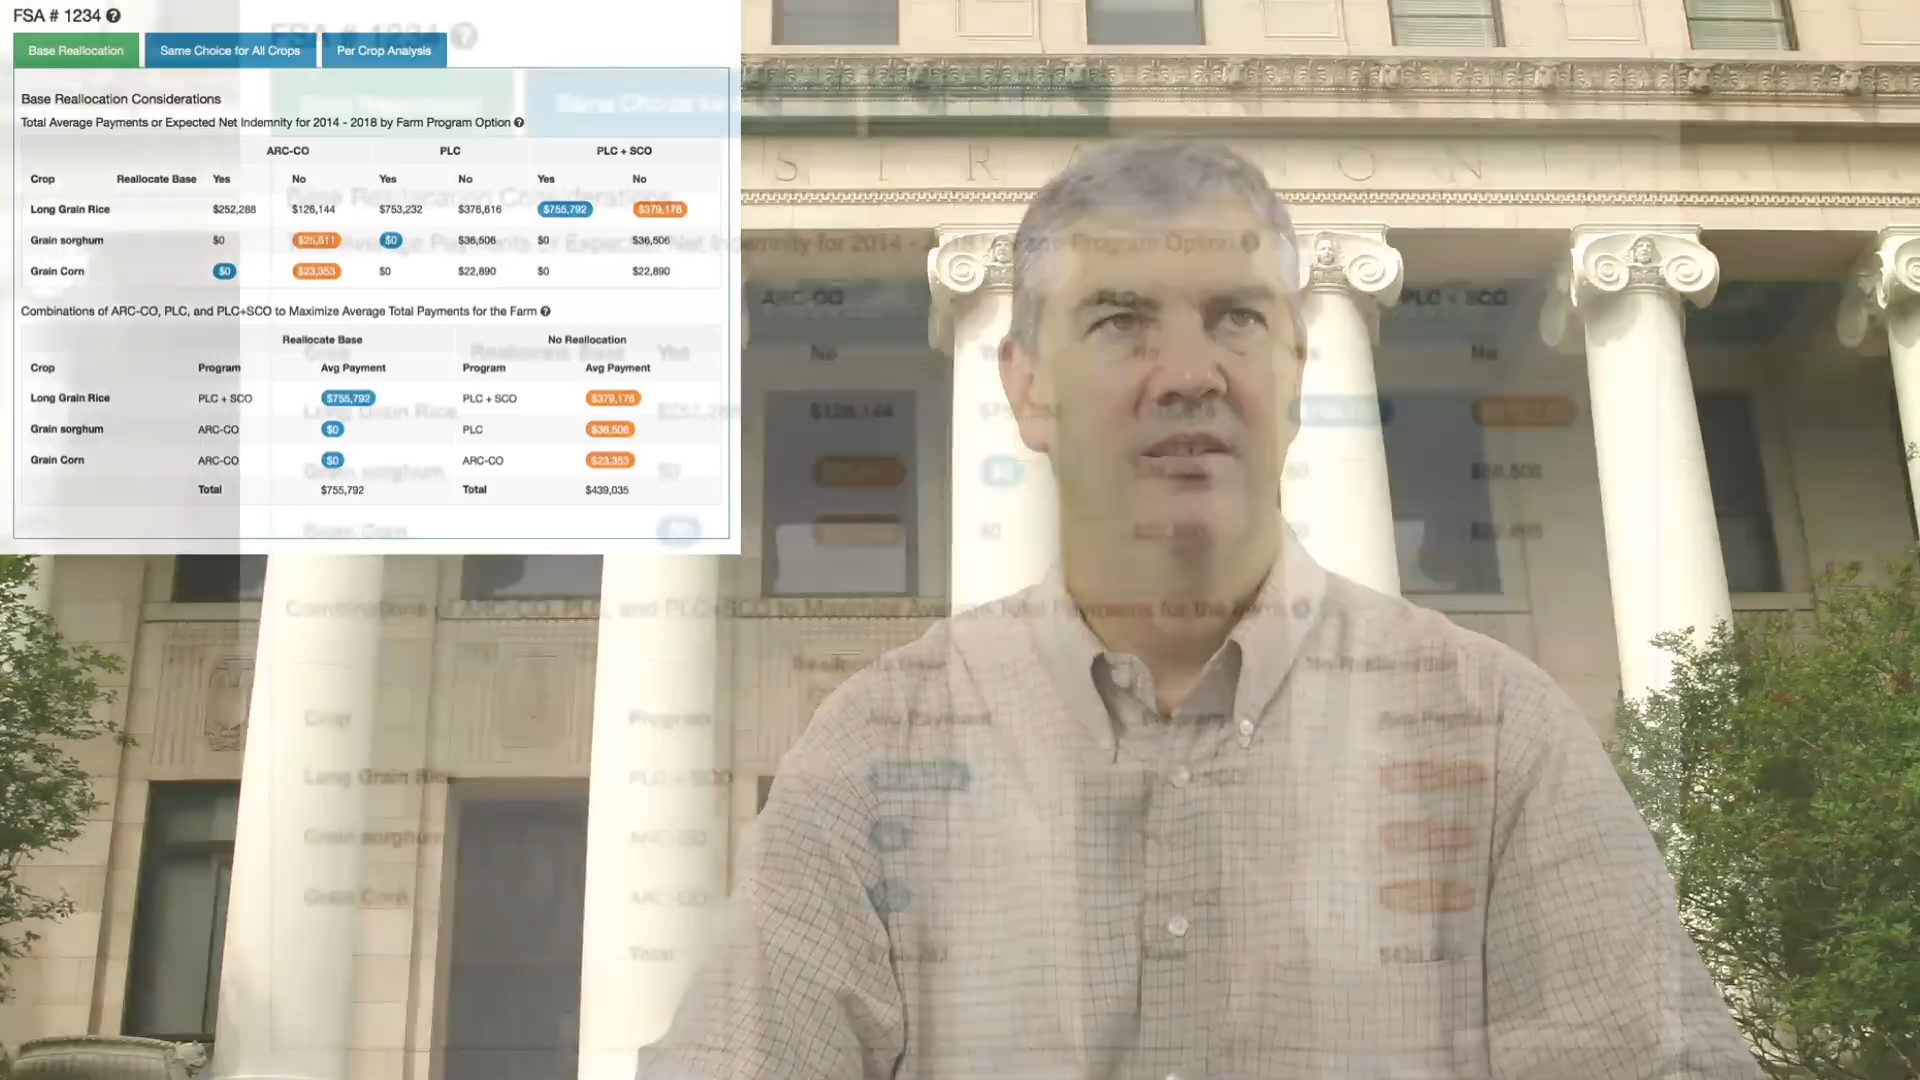 FSA # 1234
Base Reallocation Same Choice for All Crops Per Crop Analysis
Base Reallocation Considerations
Total Average Payments or Expected Net Indemnity for 2014 - 2018 by Farm Program Option
ARC-CO PLC PLC + SCO
Crop Reallocate Base Yes No Yes No Yes No
Long Grain Rice $252,288 $126,144 $753,232 $376,616 $755,792 $379,176
Grain sorghum $0 $25,611 $0 $36,506 $0 $36,506
Grain Corn $0 $23,353 $0 $22,890 $0 $22,890
Combinations of ARC-CO, PLC, and PLC+SCO to Maximize Average Total Payments for the Farm
Reallocate Base No Reallocation
Crop Program Avg Payment Program Avg Payment
Long Grain Rice PLC + SCO $755,792 PLC + SCO $379,176
Grain sorghum ARC-CO $0 PLC $36,506
Grain Corn ARC-CO $0 ARC-CO $23,353
Total $755,792 Total $439,035